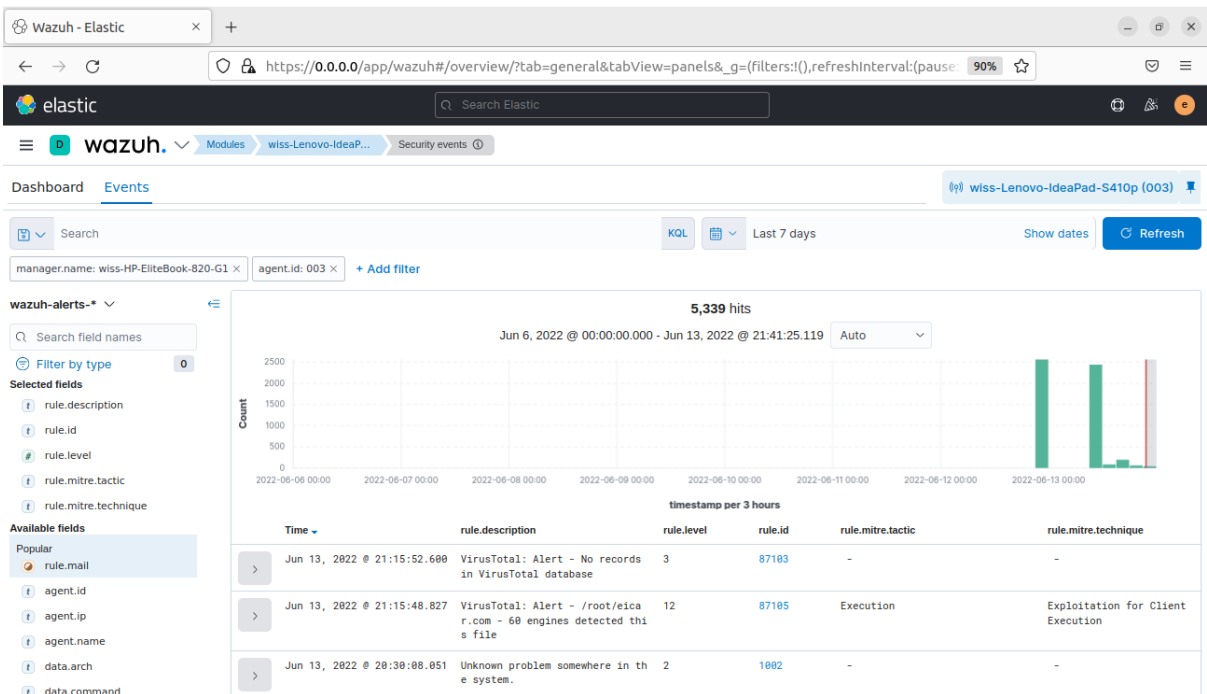 Wazuh - Elastic
https://0.0.0.0/app/wazuh#/overview/?tab=general&tabView=panels&_g=(filters:!(),refreshInterval:(pause:
90%
elastic
Search Elastic
e
D
wazuh.
Modules
wiss-Lenovo-IdeaP...
Security events
Dashboard
Events
wiss-Lenovo-IdeaPad-S410p (003)
Search
KQL
Last 7 days
Show dates
Refresh
manager.name: wiss-HP-EliteBook-820-G1 ×
agent.id: 003 ×
+ Add filter
wazuh-alerts-*
Search field names
Filter by type
0
Selected fields
t rule.description
t rule.id
# rule.level
t rule.mitre.tactic
t rule.mitre.technique
Available fields
Popular
rule.mail
t agent.id
t agent.ip
t agent.name
t data.arch
t data.command
5,339 hits
Jun 6, 2022 @ 00:00:00.000 - Jun 13, 2022 @ 21:41:25.119
Auto
Count
2500
2000
1500
1000
500
0
2022-06-06 00:00
2022-06-07 00:00
2022-06-08 00:00
2022-06-09 00:00
2022-06-10 00:00
2022-06-11 00:00
2022-06-12 00:00
2022-06-13 00:00
timestamp per 3 hours
Time
rule.description
rule.level
rule.id
rule.mitre.tactic
rule.mitre.technique
Jun 13, 2022 @ 21:15:52.600
VirusTotal: Alert - No records
in VirusTotal database
3
87103
-
-
Jun 13, 2022 @ 21:15:48.827
VirusTotal: Alert - /root/eica
r.com - 60 engines detected thi
s file
12
87105
Execution
Exploitation for Client
Execution
Jun 13, 2022 @ 20:30:08.051
Unknown problem somewhere in th
e system.
2
1002
-
-